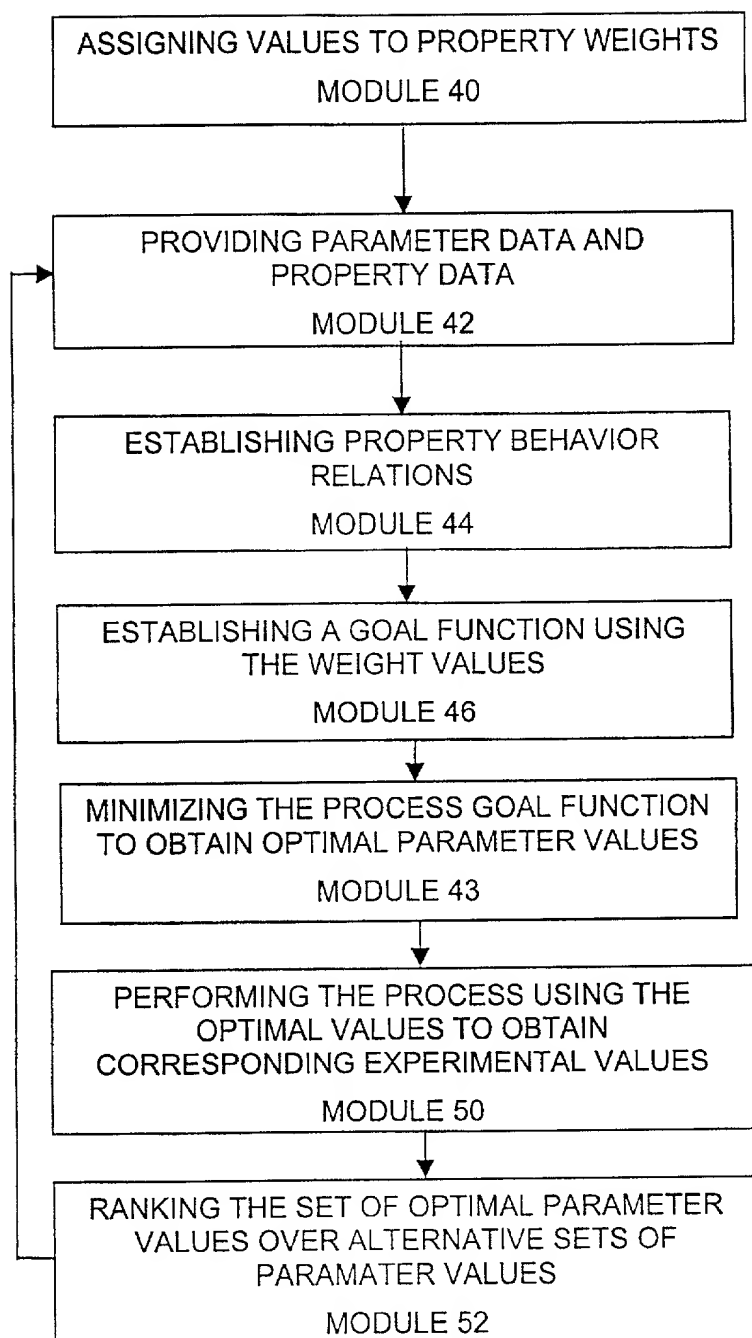 ASSIGNING VALUES TO PROPERTY WEIGHTS
MODULE 40
PROVIDING PARAMETER DATA AND
PROPERTY DATA
MODULE 42
ESTABLISHING PROPERTY BEHAVIOR
RELATIONS
MODULE 44
ESTABLISHING A GOAL FUNCTION USING
THE WEIGHT VALUES
MODULE 46
MINIMIZING THE PROCESS GOAL FUNCTION
TO OBTAIN OPTIMAL PARAMETER VALUES
MODULE 43
PERFORMING THE PROCESS USING THE
OPTIMAL VALUES TO OBTAIN
CORRESPONDING EXPERIMENTAL VALUES
MODULE 50
RANKING THE SET OF OPTIMAL PARAMETER
VALUES OVER ALTERNATIVE SETS OF
PARAMATER VALUES
MODULE 52